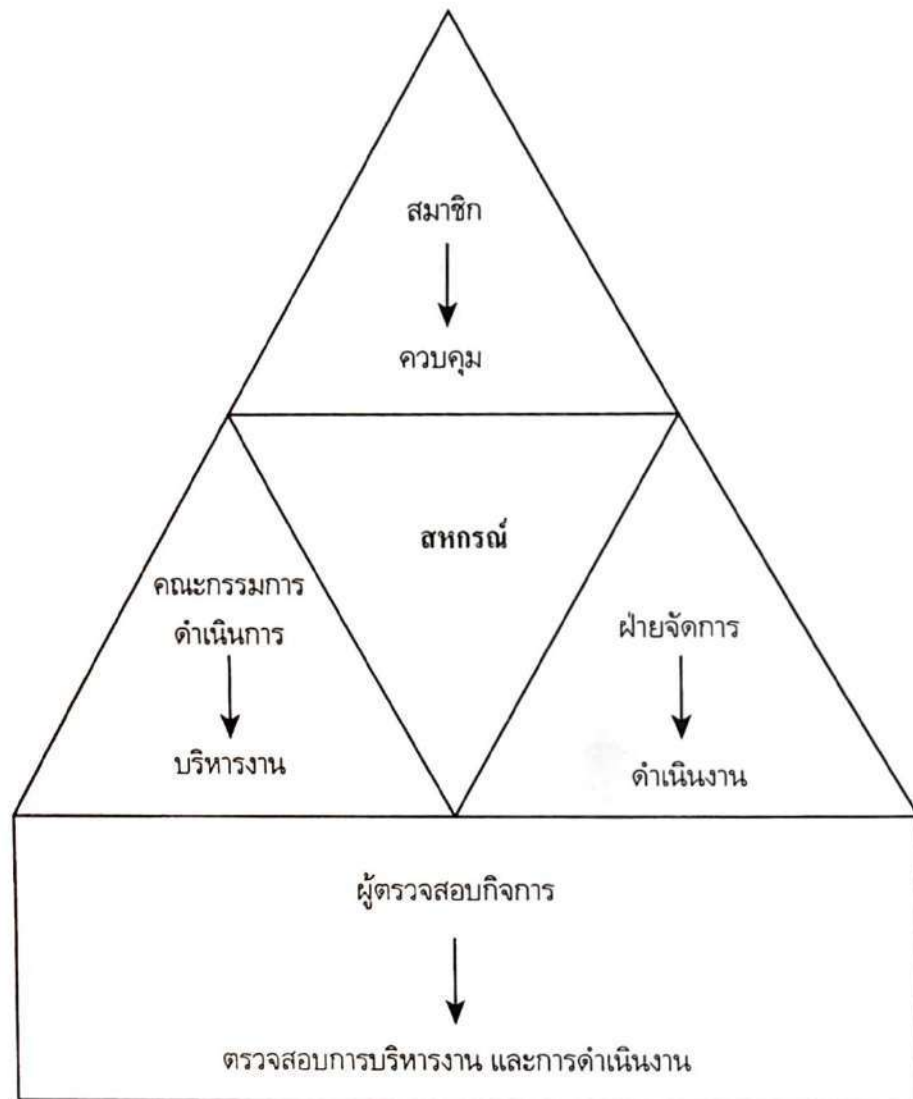 สมาชิก
ควบคุม
สหกรณ์
คณะกรรมการ
ดำเนินการ
บริหารงาน
ฝ่ายจัดการ
ดำเนินงาน
ผู้ตรวจสอบกิจการ
ตรวจสอบการบริหารงาน และการดำเนินงาน